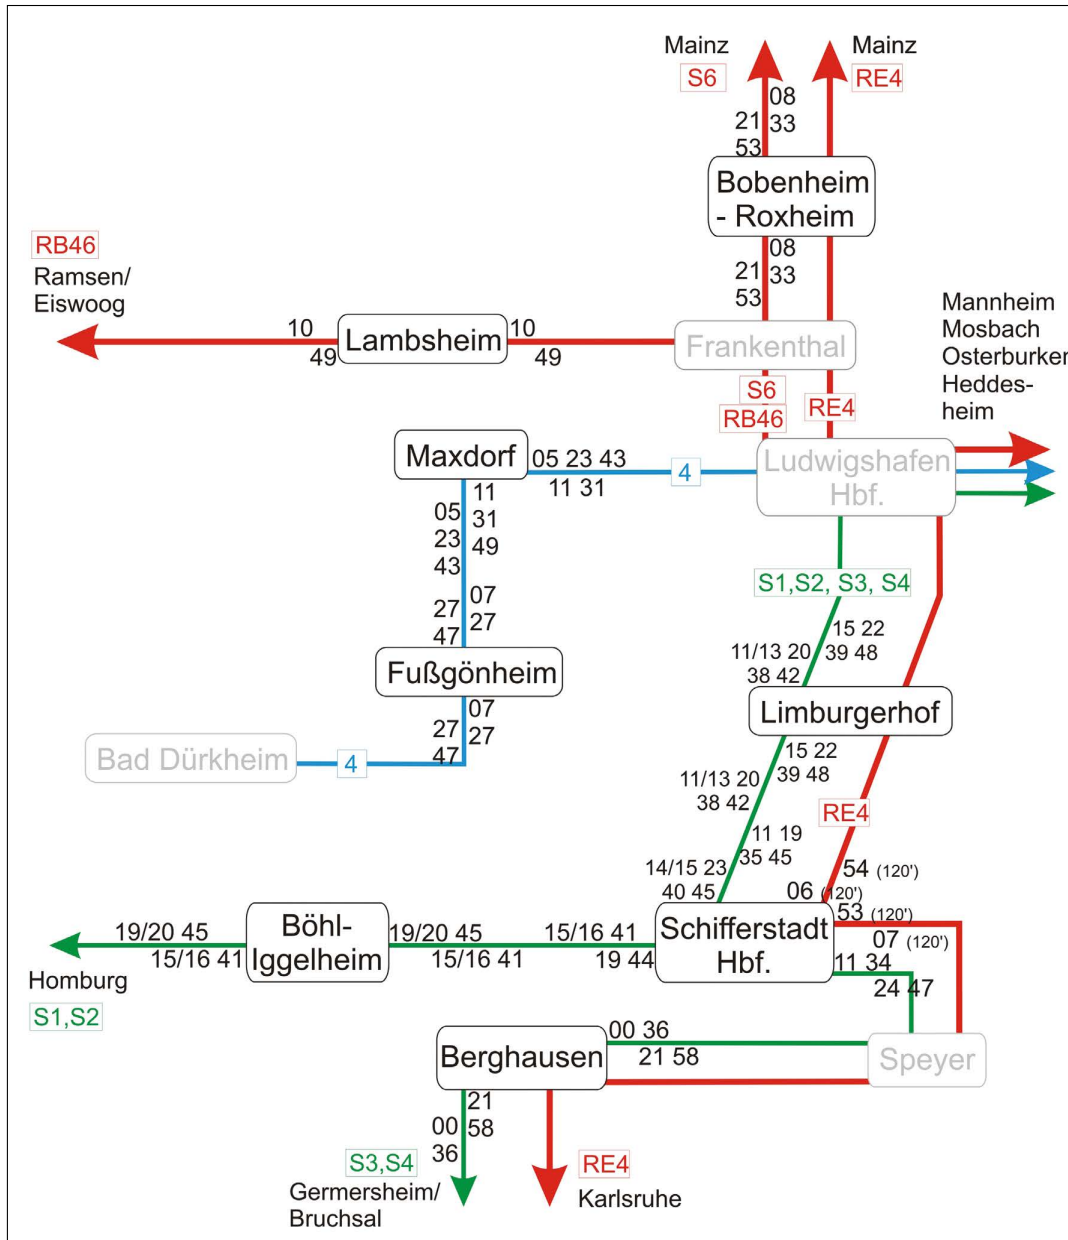 Mainz
S6
Mainz
RE4
08
33
21
53
Bobenheim
- Roxheim
08
33
21
53
RB46
Ramsen/
Eiswoog
10
49
Lambsheim
10
49
Frankenthal
Mannheim
Mosbach
Osterburken
Heddes-
heim
S6
RB46
RE4
Maxdorf
05 23 43
11 31
4
Ludwigshafen
Hbf.
11
31
49
05
23
43
07
27
27
47
Fußgönheim
07
27
27
47
Bad Dürkheim
4
S1,S2, S3, S4
15 22
39 48
11/13 20
38 42
Limburgerhof
15 22
39 48
11/13 20
38 42
RE4
11 19
35 45
14/15 23
40 45
54 (120')
06 (120')
53 (120')
07 (120')
Schifferstadt
Hbf.
11 34
24 47
15/16 41
19 44
19/20 45
15/16 41
Böhl-
Iggelheim
19/20 45
15/16 41
Homburg
S1,S2
Speyer
00 36
21 58
Berghausen
21
58
00
36
S3,S4
Germersheim/
Bruchsal
RE4
Karlsruhe